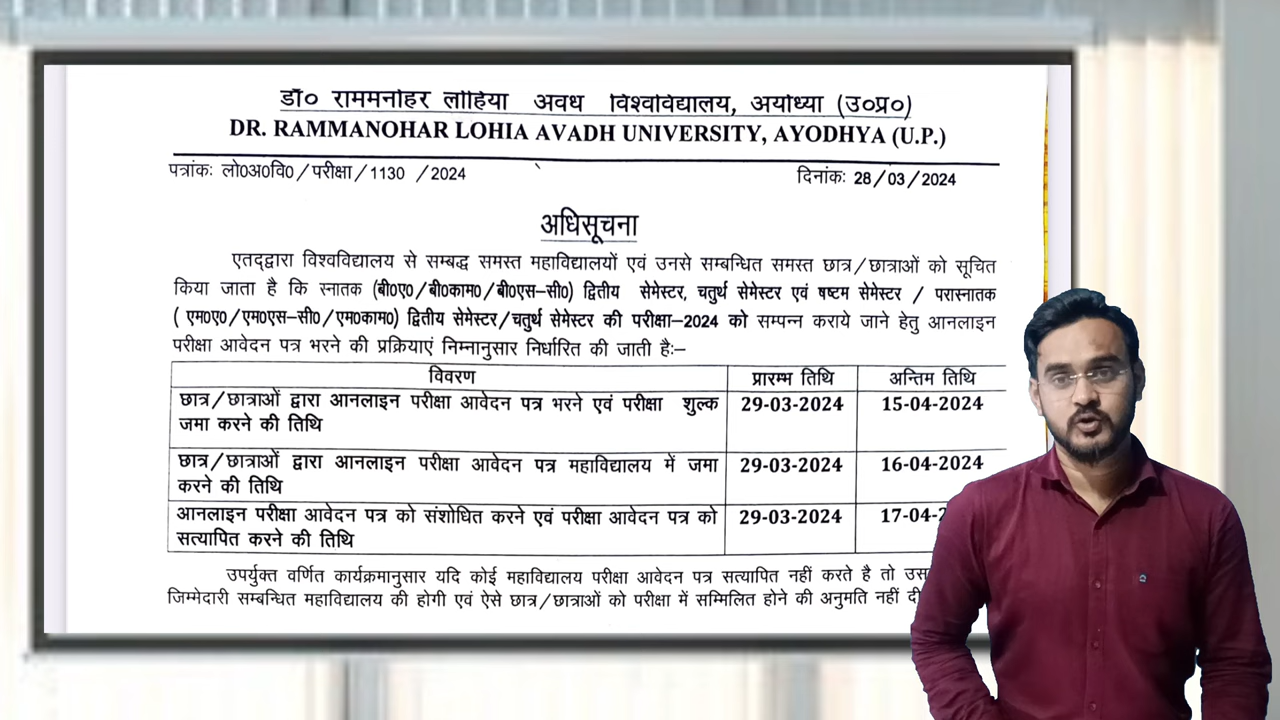 डॉ० राममनोहर लोहिया अवध विश्वविद्यालय, अयोध्या (उ०प्र०)
DR. RAMMANOHAR LOHIA AVADH UNIVERSITY, AYODHYA (U.P.)
पत्रांकः लो0अ0वि0/परीक्षा/1130 /2024 दिनांकः 28/03/2024
अधिसूचना
एतद्द्वारा विश्वविद्यालय से सम्बद्ध समस्त महाविद्यालयों एवं उनसे सम्बन्धित समस्त छात्र/छात्राओं को सूचित
किया जाता है कि स्नातक (बी०ए०/बी०काम०/बी०एस–सी०) द्वितीय सेमेस्टर, चतुर्थ सेमेस्टर एवं षष्टम सेमेस्टर / परास्नातक
( एम०ए०/एम०एस–सी०/एम०काम०) द्वितीय सेमेस्टर/चतुर्थ सेमेस्टर की परीक्षा–2024 को सम्पन्न कराये जाने हेतु आनलाइन
परीक्षा आवेदन पत्र भरने की प्रक्रियाएं निम्नानुसार निर्धारित की जाती है:–
विवरण प्रारम्भ तिथि अन्तिम तिथि
छात्र/छात्राओं द्वारा आनलाइन परीक्षा आवेदन पत्र भरने एवं परीक्षा शुल्क 29-03-2024 15-04-2024
जमा करने की तिथि
छात्र/छात्राओं द्वारा आनलाइन परीक्षा आवेदन पत्र महाविद्यालय में जमा 29-03-2024 16-04-2024
करने की तिथि
आनलाइन परीक्षा आवेदन पत्र को संशोधित करने एवं परीक्षा आवेदन पत्र को 29-03-2024 17-04-2
सत्यापित करने की तिथि
उपर्युक्त वर्णित कार्यक्रमानुसार यदि कोई महाविद्यालय परीक्षा आवेदन पत्र सत्यापित नहीं करते है तो
जिम्मेदारी सम्बन्धित महाविद्यालय की होगी एवं ऐसे छात्र/छात्राओं को परीक्षा में सम्मिलित होने की अनुमति नहीं